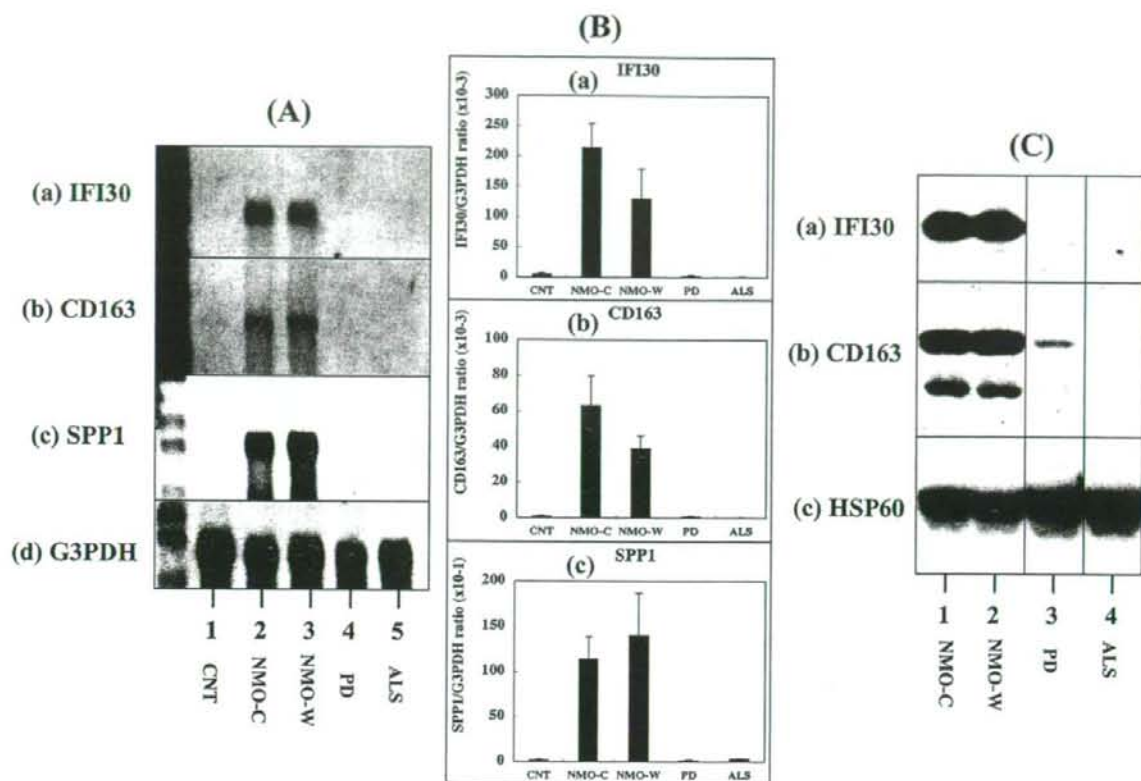 (A)
(a) IFI30
(b) CD163
(c) SPP1
(d) G3PDH
1 2 3 4 5
CNT NMO-C NMO-W PD ALS
(B)
IFI30
(a)
IFI30/G3PDH ratio (x10-3)
300
250
200
150
100
50
0
CNT NMO-C NMO-W PD ALS
CD163
(b)
CD163/G3PDH ratio (x10-3)
100
80
60
40
20
0
CNT NMO-C NMO-W PD ALS
SPP1
(c)
SPP1/G3PDH ratio (x10-1)
200
150
100
50
0
CNT NMO-C NMO-W PD ALS
(C)
(a) IFI30
(b) CD163
(c) HSP60
1 2 3 4
NMO-C NMO-W PD ALS